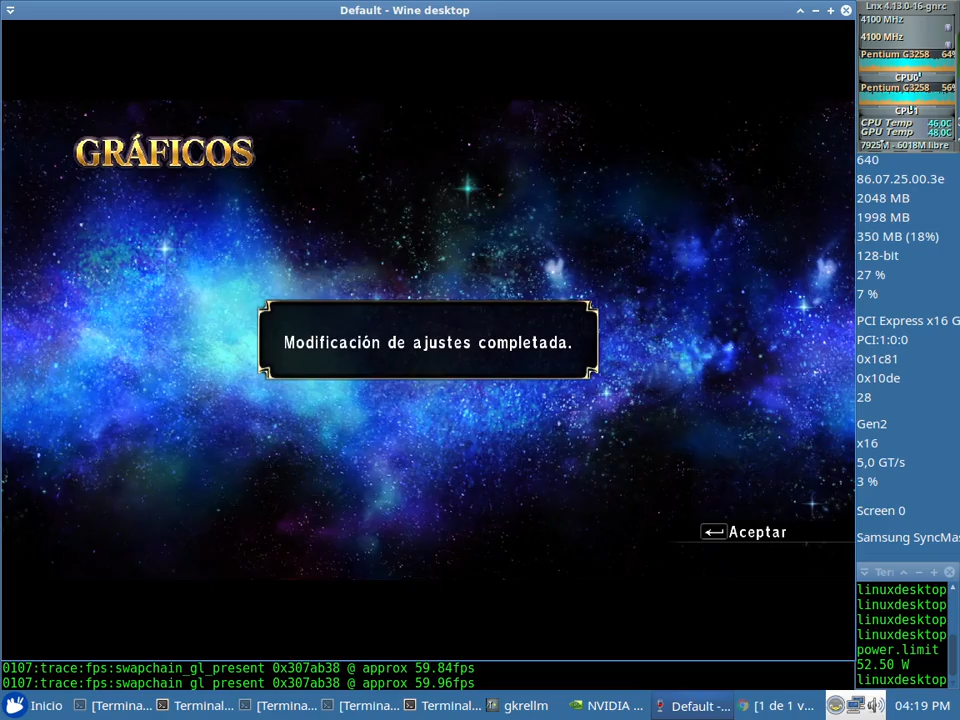 Default - Wine desktop
GRÁFICOS
Modificación de ajustes completada.
Aceptar
0107:trace:fps:swapchain_gl_present 0x307ab38 @ approx 59.84fps
0107:trace:fps:swapchain_gl_present 0x307ab38 @ approx 59.96fps
Lnx 4.13.0-16-gnrc
4100 MHz
4100 MHz
Pentium G3258 64%
CPU0
Pentium G3258 56%
CPU1
CPU Temp 46.0C
GPU Temp 48.0C
7925M - 6018M libre
640
86.07.25.00.3e
2048 MB
1998 MB
350 MB (18%)
128-bit
27 %
7 %
PCI Express x16 G
PCI:1:0:0
0x1c81
0x10de
28
Gen2
x16
5,0 GT/s
3 %
Screen 0
Samsung SyncMas
Ter
linuxdesktop
linuxdesktop
linuxdesktop
linuxdesktop
power.limit
52.50 W
linuxdesktop
Inicio [Termina... Terminal... [Termina... [Termina... Terminal... gkrellm NVIDIA ... Default -... [1 de 1 v... 04:19 PM